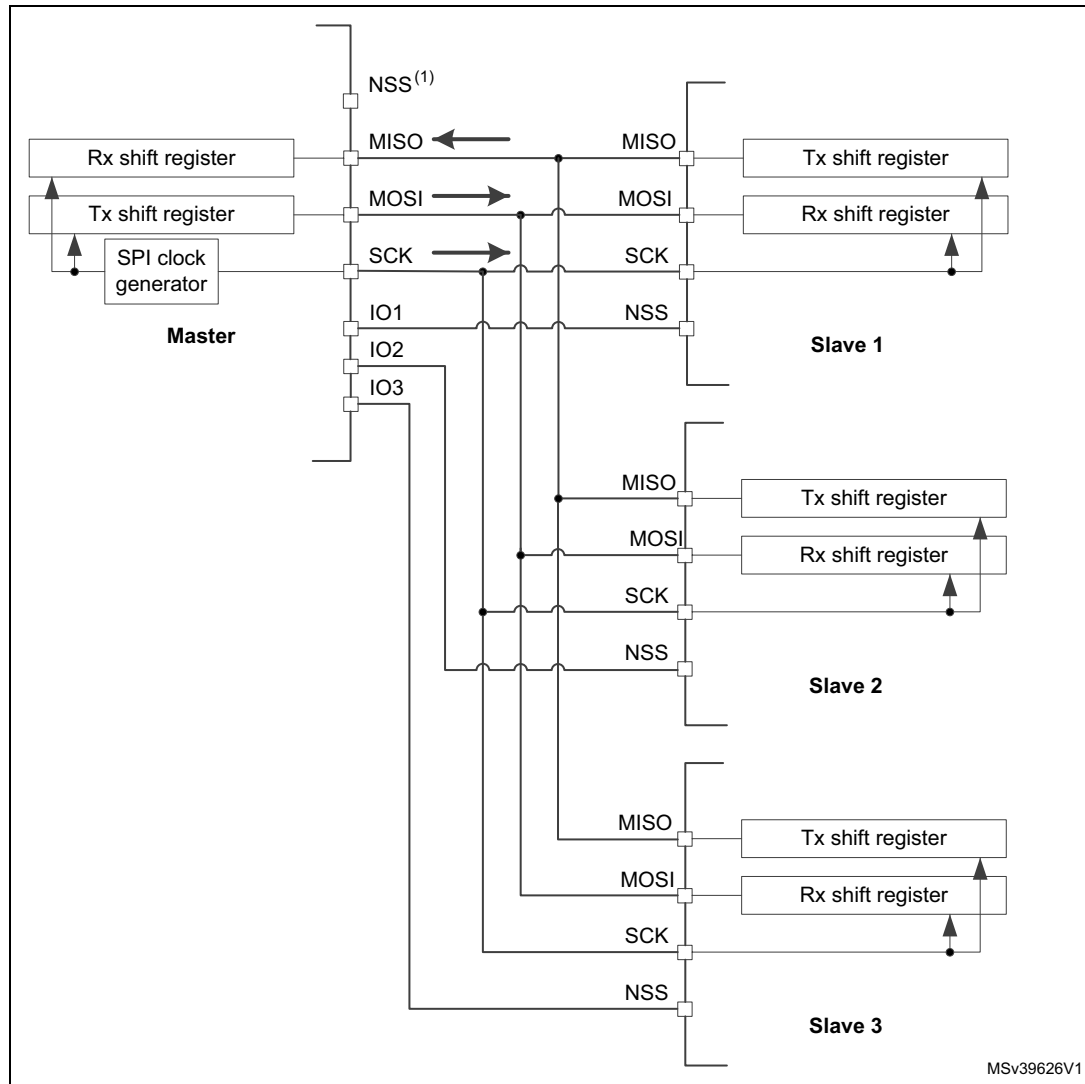 NSS(1)
MISO
MISO
Rx shift register
Tx shift register
MOSI
MOSI
Tx shift register
Rx shift register
SCK
SCK
SPI clock
generator
IO1
NSS
Master
Slave 1
IO2
IO3
MISO
Tx shift register
MOSI
Rx shift register
SCK
NSS
Slave 2
MISO
Tx shift register
MOSI
Rx shift register
SCK
NSS
Slave 3
MSv39626V1